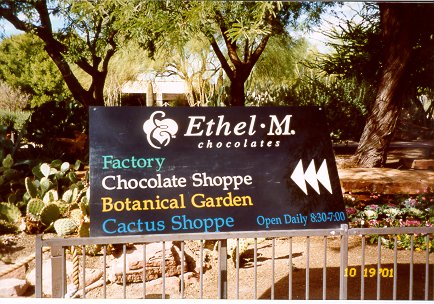 Ethel·M.
chocolates
Factory
Chocolate Shoppe
Botanical Garden
Cactus Shoppe
Open Daily 8:30-7:00
10 19 '01